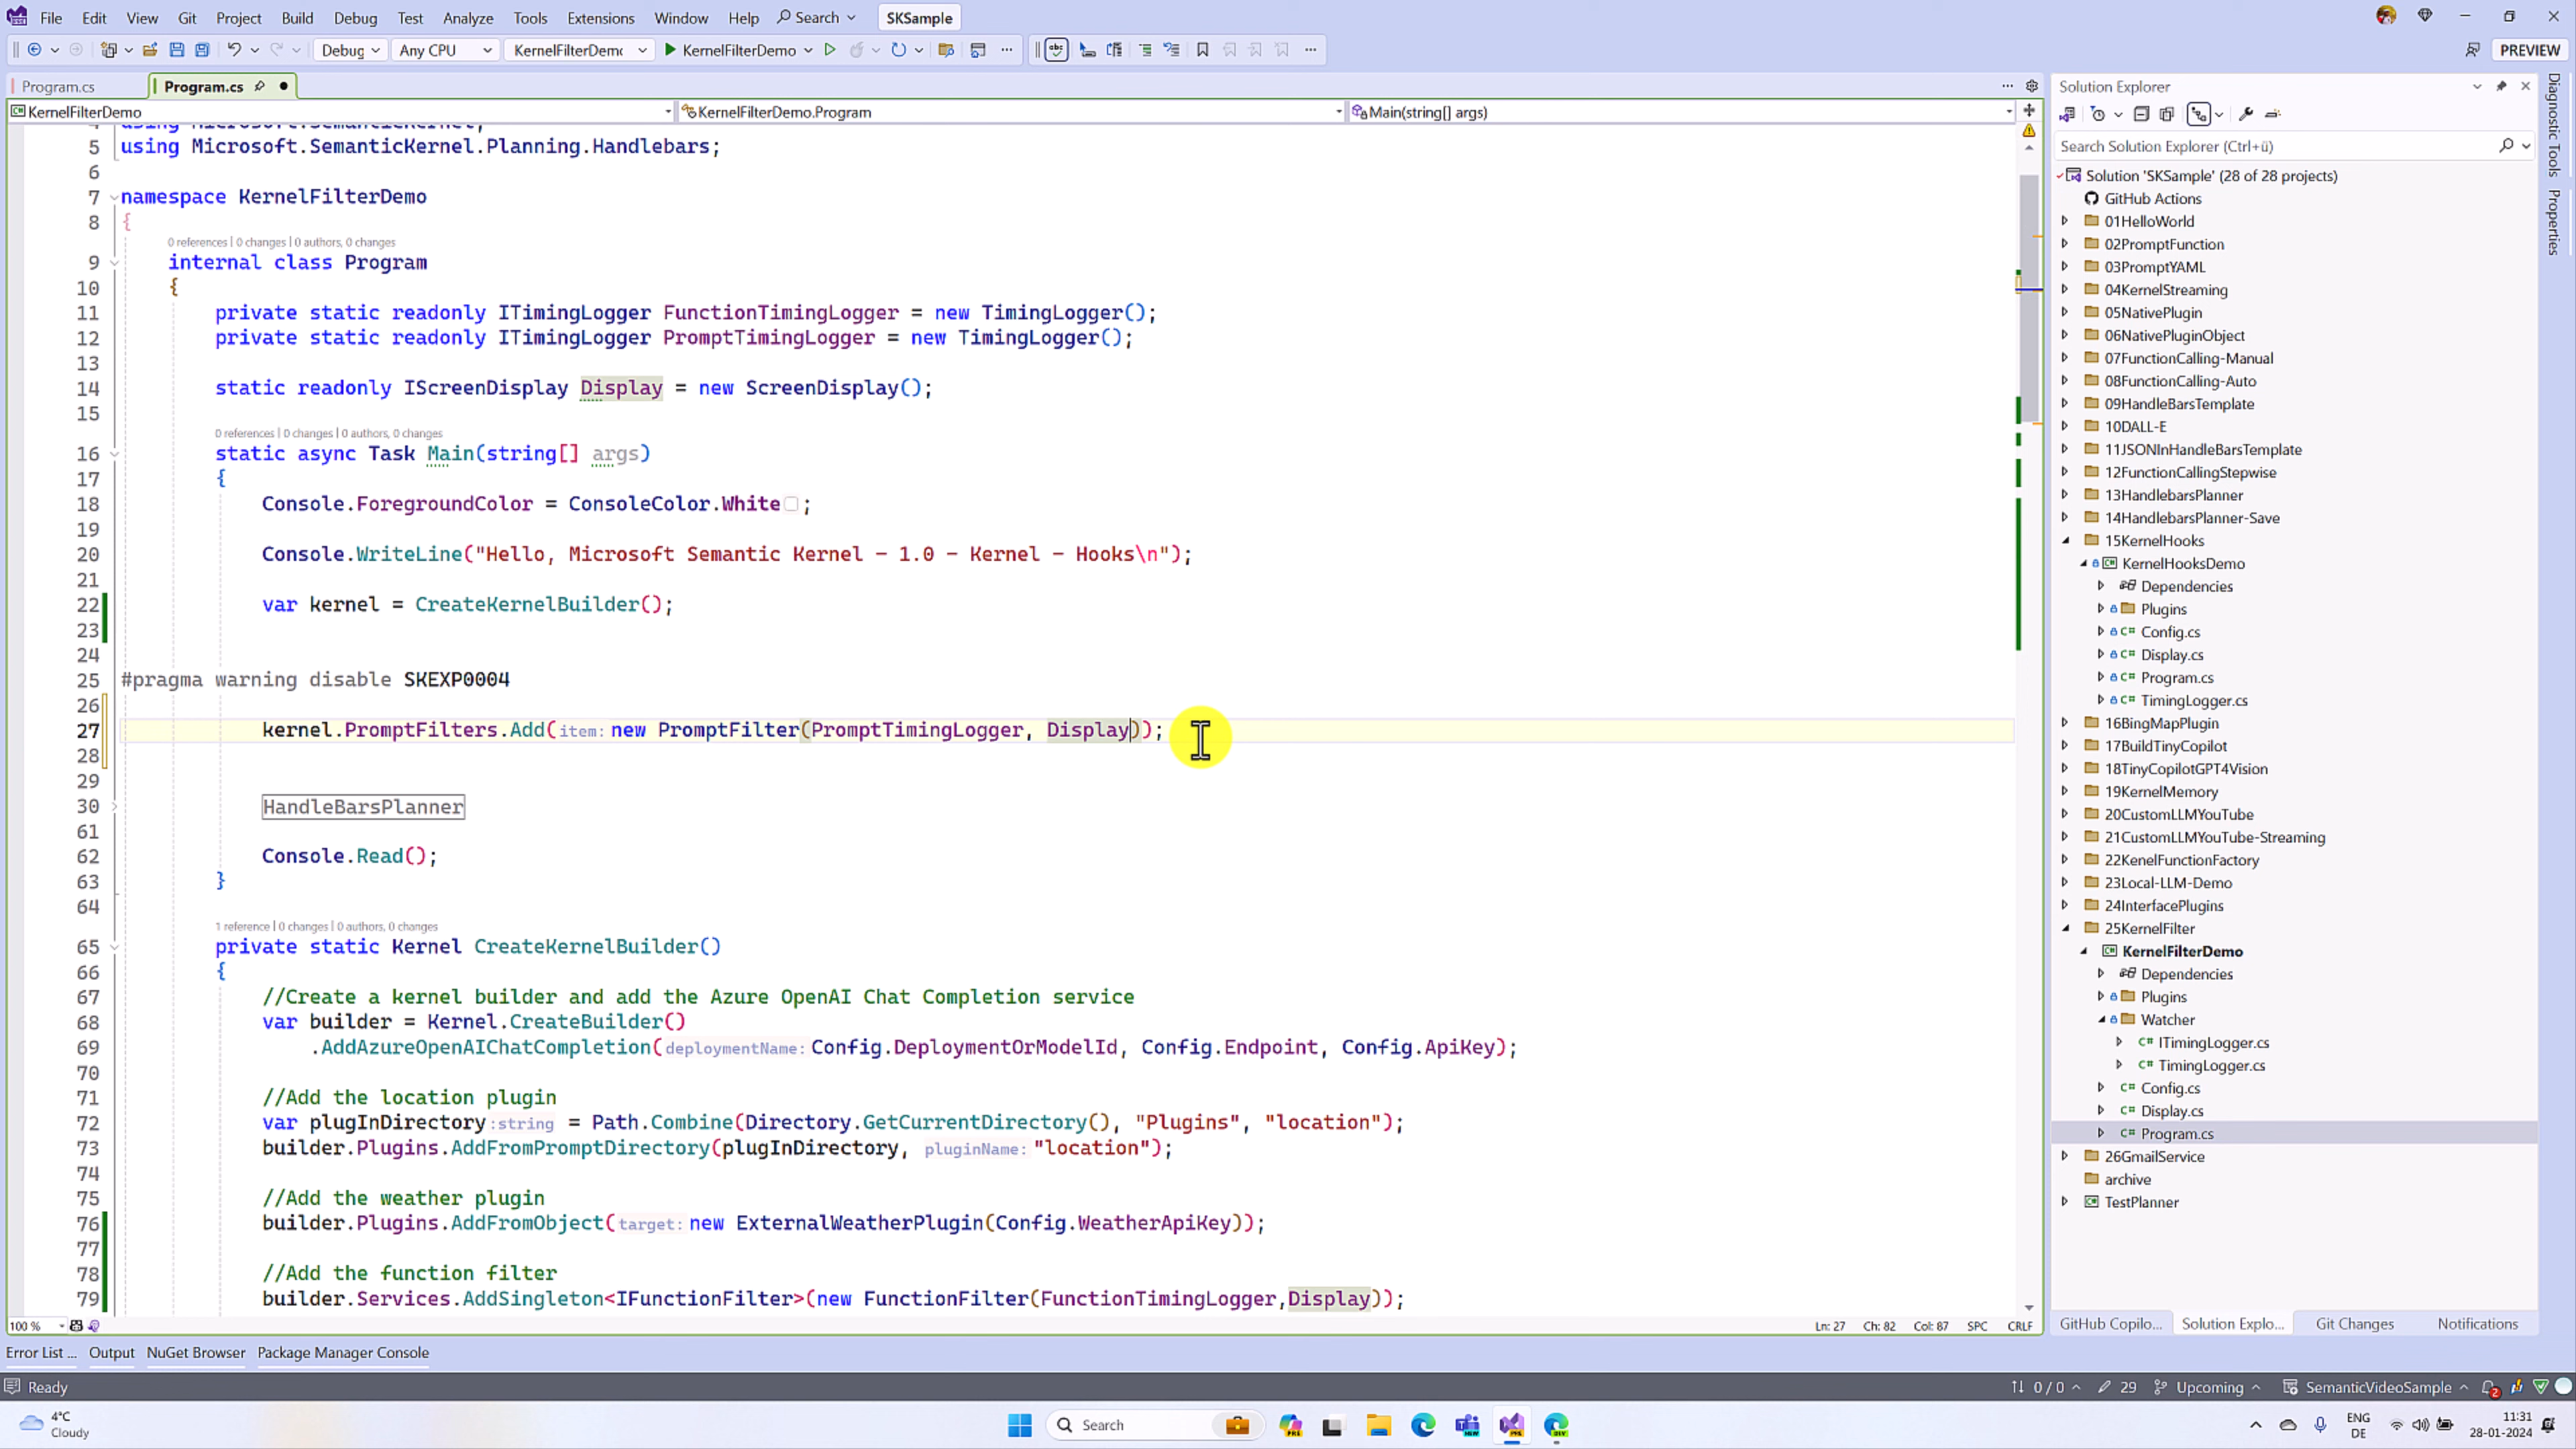 File Edit View Git Project Build Debug Test Analyze Tools Extensions Window Help Search SKSample
Debug Any CPU KernelFilterDemo KernelFilterDemo PREVIEW
Program.cs Program.cs
KernelFilterDemo KernelFilterDemo.Program Main(string[] args)
4 using Microsoft.SemanticKernel;
5 using Microsoft.SemanticKernel.Planning.Handlebars;
6
7 namespace KernelFilterDemo
8 {
0 references | 0 changes | 0 authors, 0 changes
9 internal class Program
10 {
11 private static readonly ITimingLogger FunctionTimingLogger = new TimingLogger();
12 private static readonly ITimingLogger PromptTimingLogger = new TimingLogger();
13
14 static readonly IScreenDisplay Display = new ScreenDisplay();
15
0 references | 0 changes | 0 authors, 0 changes
16 static async Task Main(string[] args)
17 {
18 Console.ForegroundColor = ConsoleColor.White;
19
20 Console.WriteLine("Hello, Microsoft Semantic Kernel - 1.0 - Kernel - Hooks\n");
21
22 var kernel = CreateKernelBuilder();
23
24
25 #pragma warning disable SKEXP0004
26
27 kernel.PromptFilters.Add(item: new PromptFilter(PromptTimingLogger, Display));
28
29
30 HandleBarsPlanner
61
62 Console.Read();
63 }
64
1 reference | 0 changes | 0 authors, 0 changes
65 private static Kernel CreateKernelBuilder()
66 {
67 //Create a kernel builder and add the Azure OpenAI Chat Completion service
68 var builder = Kernel.CreateBuilder()
69 .AddAzureOpenAIChatCompletion(deploymentName: Config.DeploymentOrModelId, Config.Endpoint, Config.ApiKey);
70
71 //Add the location plugin
72 var plugInDirectory :string = Path.Combine(Directory.GetCurrentDirectory(), "Plugins", "location");
73 builder.Plugins.AddFromPromptDirectory(plugInDirectory, pluginName: "location");
74
75 //Add the weather plugin
76 builder.Plugins.AddFromObject(target: new ExternalWeatherPlugin(Config.WeatherApiKey));
77
78 //Add the function filter
79 builder.Services.AddSingleton<IFunctionFilter>(new FunctionFilter(FunctionTimingLogger,Display));
100 % Ln: 27 Ch: 82 Col: 87 SPC CRLF
Solution Explorer
Search Solution Explorer (Ctrl+ü)
Solution 'SKSample' (28 of 28 projects)
GitHub Actions
01HelloWorld
02PromptFunction
03PromptYAML
04KernelStreaming
05NativePlugin
06NativePluginObject
07FunctionCalling-Manual
08FunctionCalling-Auto
09HandleBarsTemplate
10DALL-E
11JSONInHandleBarsTemplate
12FunctionCallingStepwise
13HandlebarsPlanner
14HandlebarsPlanner-Save
15KernelHooks
KernelHooksDemo
Dependencies
Plugins
Config.cs
Display.cs
Program.cs
TimingLogger.cs
16BingMapPlugin
17BuildTinyCopilot
18TinyCopilotGPT4Vision
19KernelMemory
20CustomLLMYouTube
21CustomLLMYouTube-Streaming
22KenelFunctionFactory
23Local-LLM-Demo
24InterfacePlugins
25KernelFilter
KernelFilterDemo
Dependencies
Plugins
Watcher
ITimingLogger.cs
TimingLogger.cs
Config.cs
Display.cs
Program.cs
26GmailService
archive
TestPlanner
GitHub Copilo... Solution Explo... Git Changes Notifications
Diagnostic Tools
Properties
Error List ... Output NuGet Browser Package Manager Console
Ready 0 / 0 29 Upcoming SemanticVideoSample 2
4°C
Cloudy
Search
ENG
DE
11:31
28-01-2024